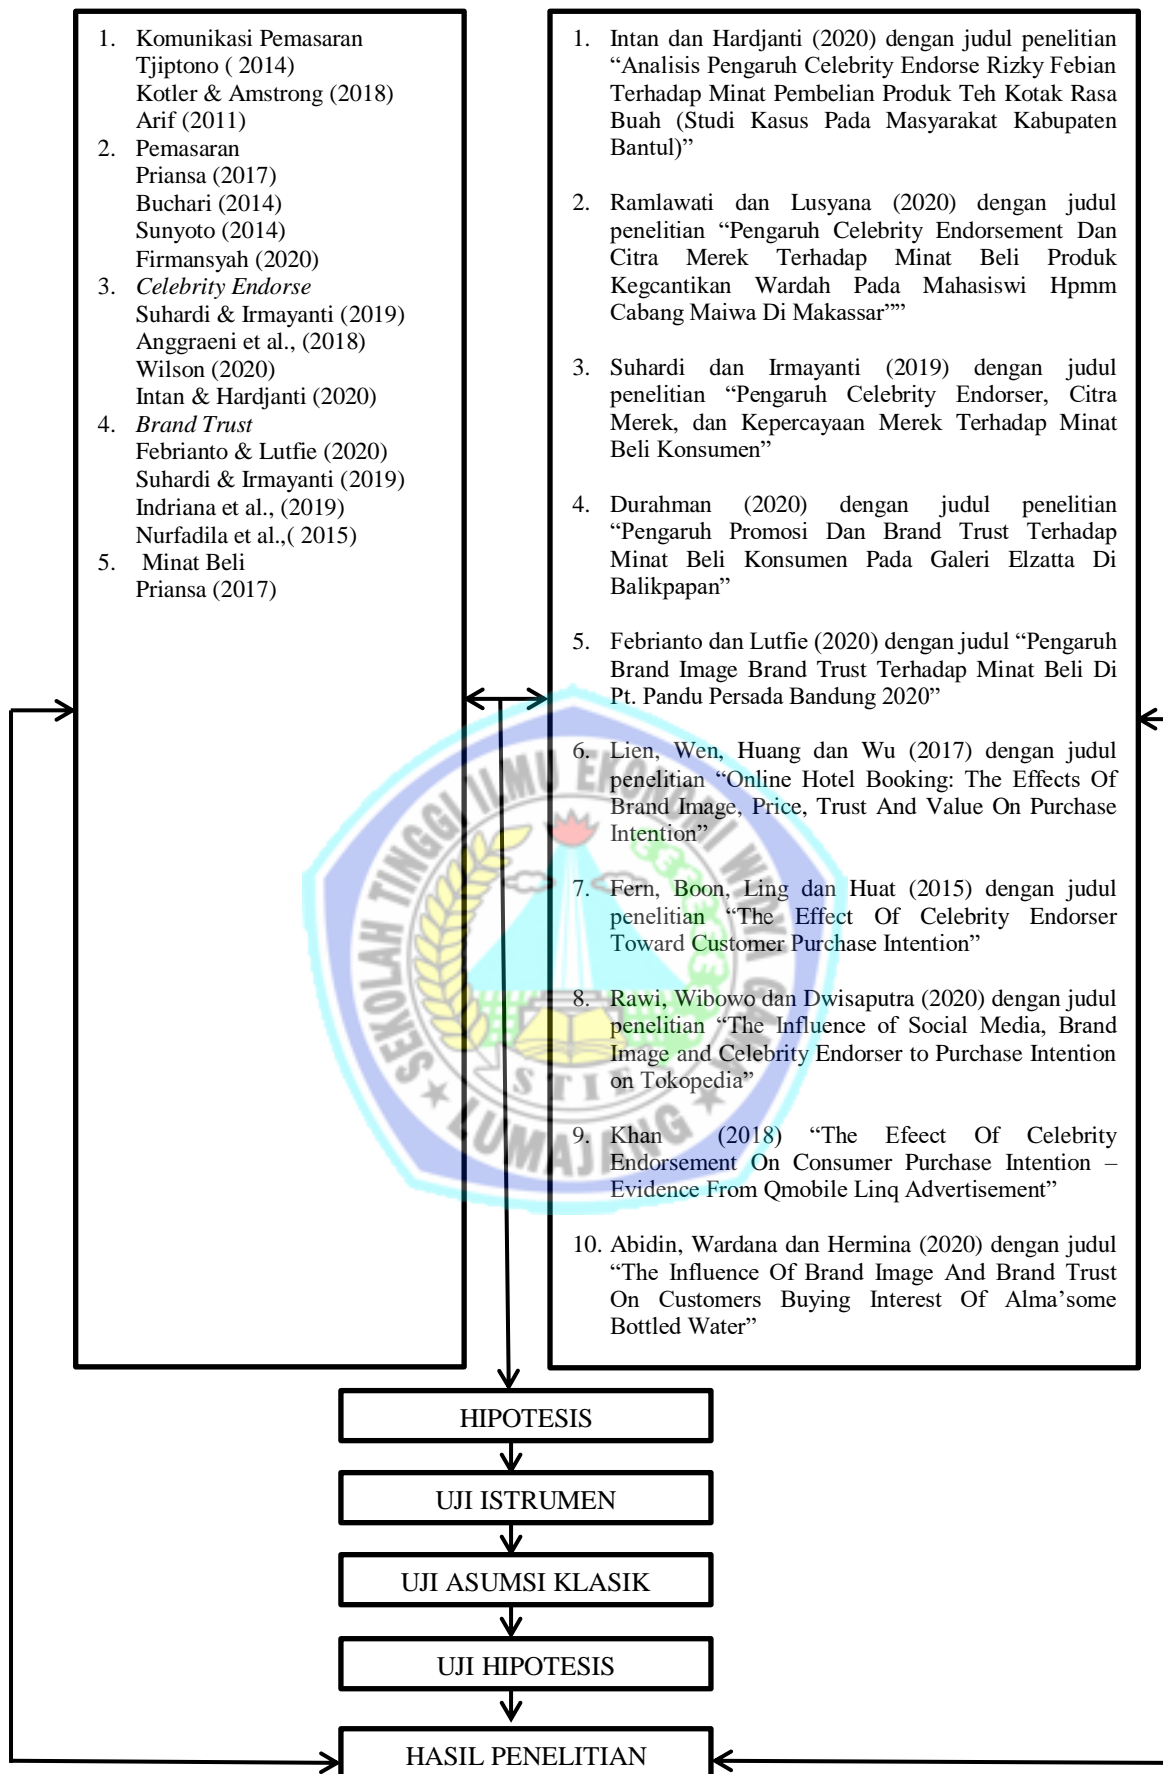 1. Komunikasi Pemasaran
Tjiptono ( 2014)
Kotler & Amstrong (2018)
Arif (2011)
2. Pemasaran
Priansa (2017)
Buchari (2014)
Sunyoto (2014)
Firmansyah (2020)
3. Celebrity Endorse
Suhardi & Irmayanti (2019)
Anggraeni et al., (2018)
Wilson (2020)
Intan & Hardjanti (2020)
4. Brand Trust
Febrianto & Lutfie (2020)
Suhardi & Irmayanti (2019)
Indriana et al., (2019)
Nurfadila et al.,( 2015)
5. Minat Beli
Priansa (2017)
1. Intan dan Hardjanti (2020) dengan judul penelitian
“Analisis Pengaruh Celebrity Endorse Rizky Febian
Terhadap Minat Pembelian Produk Teh Kotak Rasa
Buah (Studi Kasus Pada Masyarakat Kabupaten
Bantul)”
2. Ramlawati dan Lusyana (2020) dengan judul
penelitian “Pengaruh Celebrity Endorsement Dan
Citra Merek Terhadap Minat Beli Produk
Kegcantikan Wardah Pada Mahasiswi Hpmm
Cabang Maiwa Di Makassar””
3. Suhardi dan Irmayanti (2019) dengan judul
penelitian “Pengaruh Celebrity Endorser, Citra
Merek, dan Kepercayaan Merek Terhadap Minat
Beli Konsumen”
4. Durahman (2020) dengan judul penelitian
“Pengaruh Promosi Dan Brand Trust Terhadap
Minat Beli Konsumen Pada Galeri Elzatta Di
Balikpapan”
5. Febrianto dan Lutfie (2020) dengan judul “Pengaruh
Brand Image Brand Trust Terhadap Minat Beli Di
Pt. Pandu Persada Bandung 2020”
6. Lien, Wen, Huang dan Wu (2017) dengan judul
penelitian “Online Hotel Booking: The Effects Of
Brand Image, Price, Trust And Value On Purchase
Intention”
7. Fern, Boon, Ling dan Huat (2015) dengan judul
penelitian “The Effect Of Celebrity Endorser
Toward Customer Purchase Intention”
8. Rawi, Wibowo dan Dwisaputra (2020) dengan judul
penelitian “The Influence of Social Media, Brand
Image and Celebrity Endorser to Purchase Intention
on Tokopedia”
9. Khan (2018) “The Efeect Of Celebrity
Endorsement On Consumer Purchase Intention –
Evidence From Qmobile Linq Advertisement”
10. Abidin, Wardana dan Hermina (2020) dengan judul
“The Influence Of Brand Image And Brand Trust
On Customers Buying Interest Of Alma’some
Bottled Water”
SEKOLAH TINGGI ILMU EKONOMI WIDYA GAMA
STIE
LUMAJANG
HIPOTESIS
UJI ISTRUMEN
UJI ASUMSI KLASIK
UJI HIPOTESIS
HASIL PENELITIAN